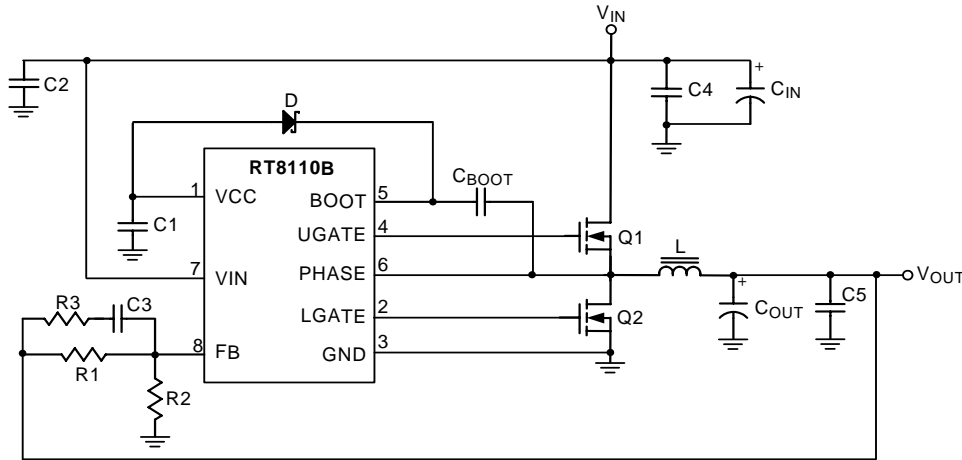 VIN
C2
C4
+
CIN
D
RT8110B
CBOOT
1
VCC
BOOT
5
C1
UGATE
4
Q1
7
VIN
PHASE
6
L
VOUT
R3
C3
LGATE
2
Q2
+
COUT
C5
8
FB
GND
3
R1
R2